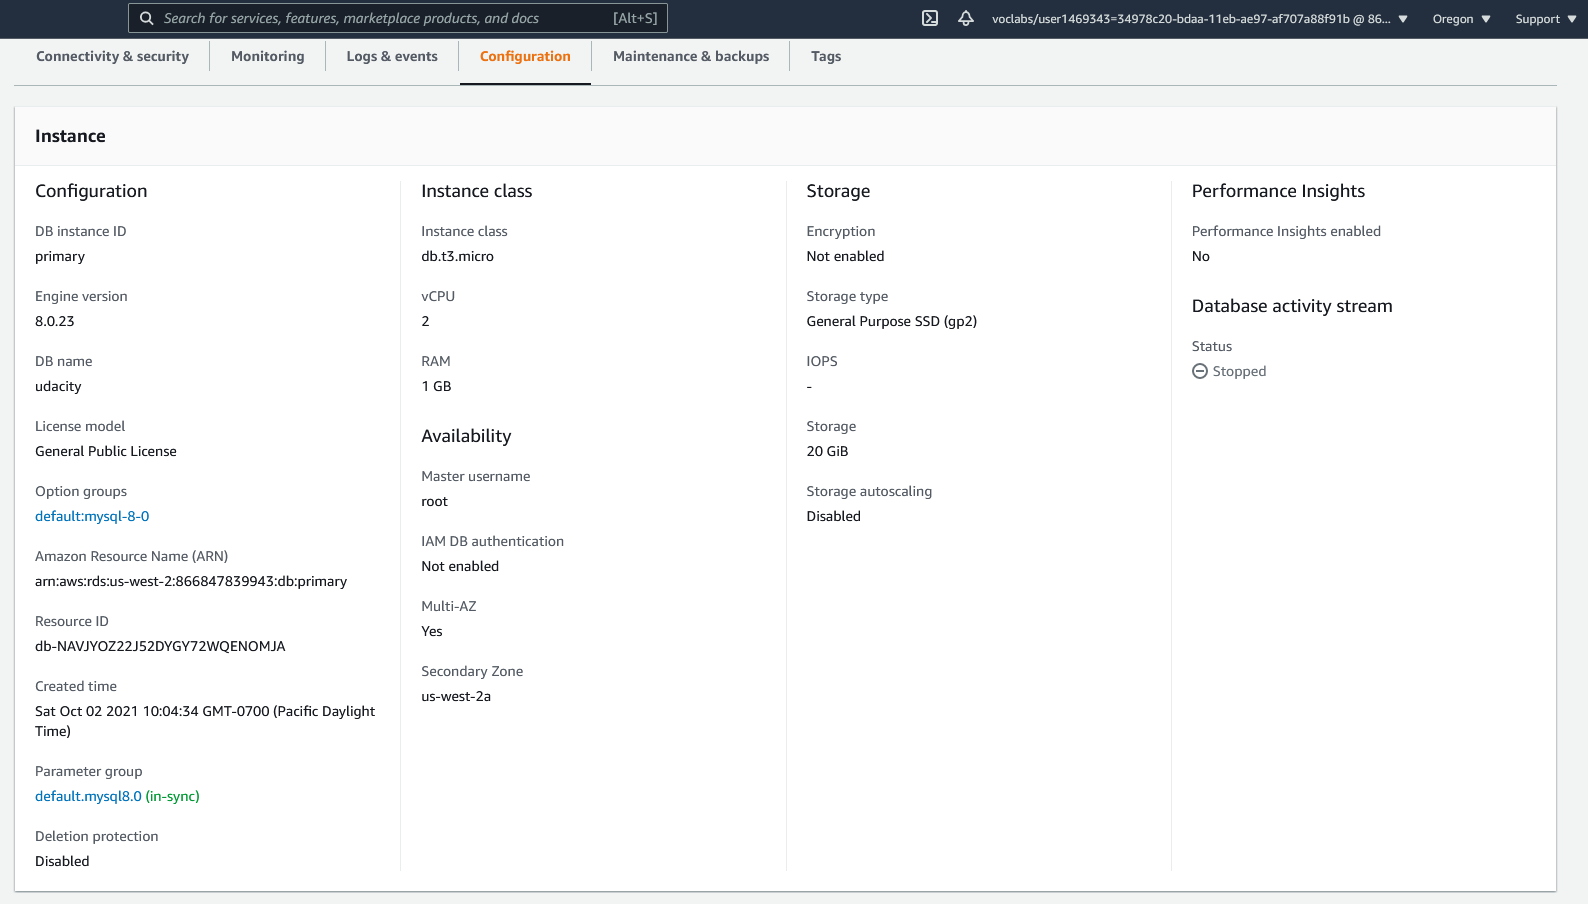 Search for services, features, marketplace products, and docs [Alt+S]
voclabs/user1469343=34978c20-bdaa-11eb-ae97-af707a88f91b @ 86... Oregon Support
Connectivity & security Monitoring Logs & events Configuration Maintenance & backups Tags
Instance
Configuration
DB instance ID
primary
Engine version
8.0.23
DB name
udacity
License model
General Public License
Option groups
default:mysql-8-0
Amazon Resource Name (ARN)
arn:aws:rds:us-west-2:866847839943:db:primary
Resource ID
db-NAVJYOZ22J52DYGY72WQENOMJA
Created time
Sat Oct 02 2021 10:04:34 GMT-0700 (Pacific Daylight
Time)
Parameter group
default.mysql8.0 (in-sync)
Deletion protection
Disabled
Instance class
Instance class
db.t3.micro
vCPU
2
RAM
1 GB
Availability
Master username
root
IAM DB authentication
Not enabled
Multi-AZ
Yes
Secondary Zone
us-west-2a
Storage
Encryption
Not enabled
Storage type
General Purpose SSD (gp2)
IOPS
-
Storage
20 GiB
Storage autoscaling
Disabled
Performance Insights
Performance Insights enabled
No
Database activity stream
Status
Stopped